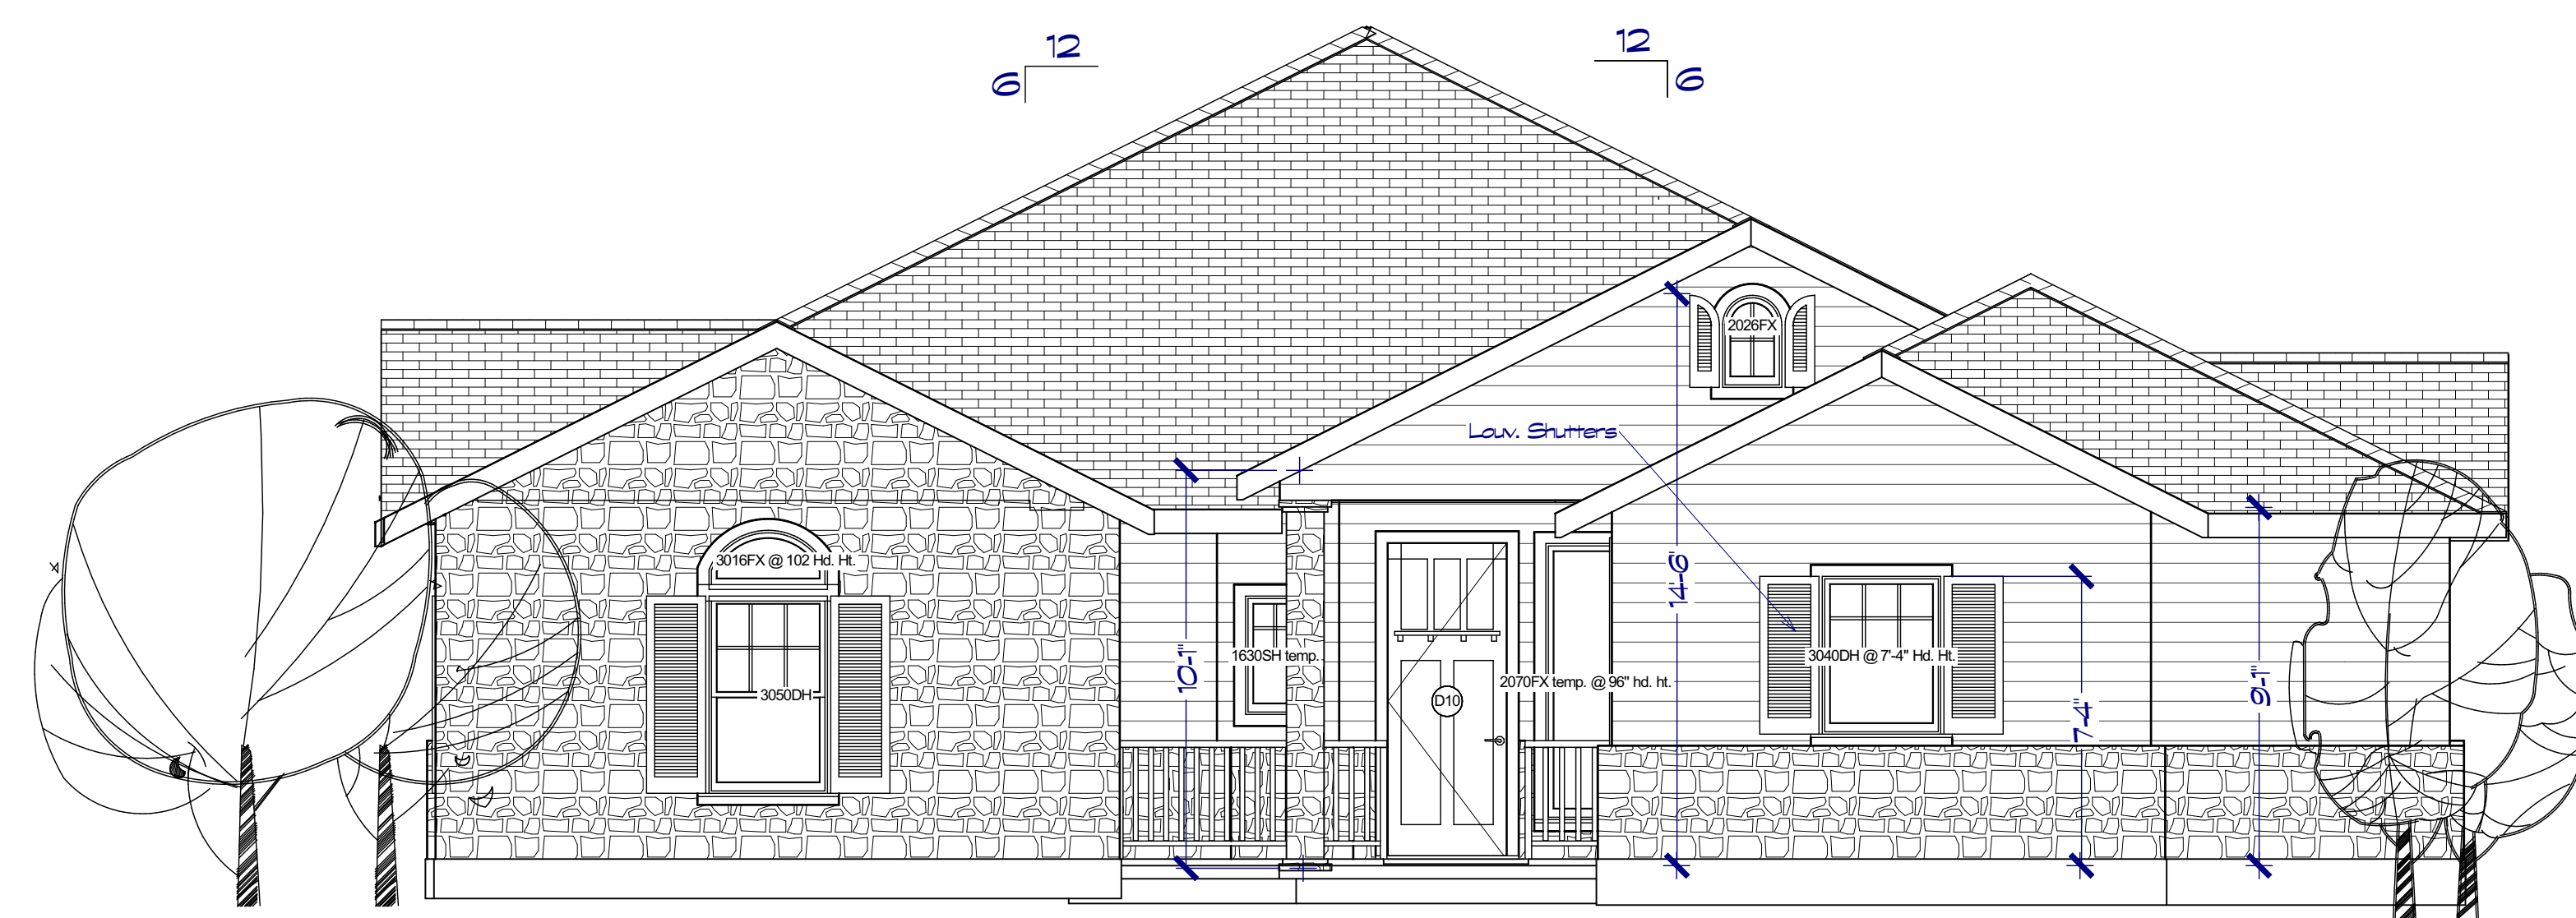 12
6
12
6
2026FX
Louv. Shutters
3016FX @ 102 Hd. Ht.
3050DH
10'-1"
1630SH temp.
D10
2070FX temp. @ 96" hd. ht.
14'-6"
3040DH @ 7'-4" Hd. Ht.
7'-4"
9'-1"